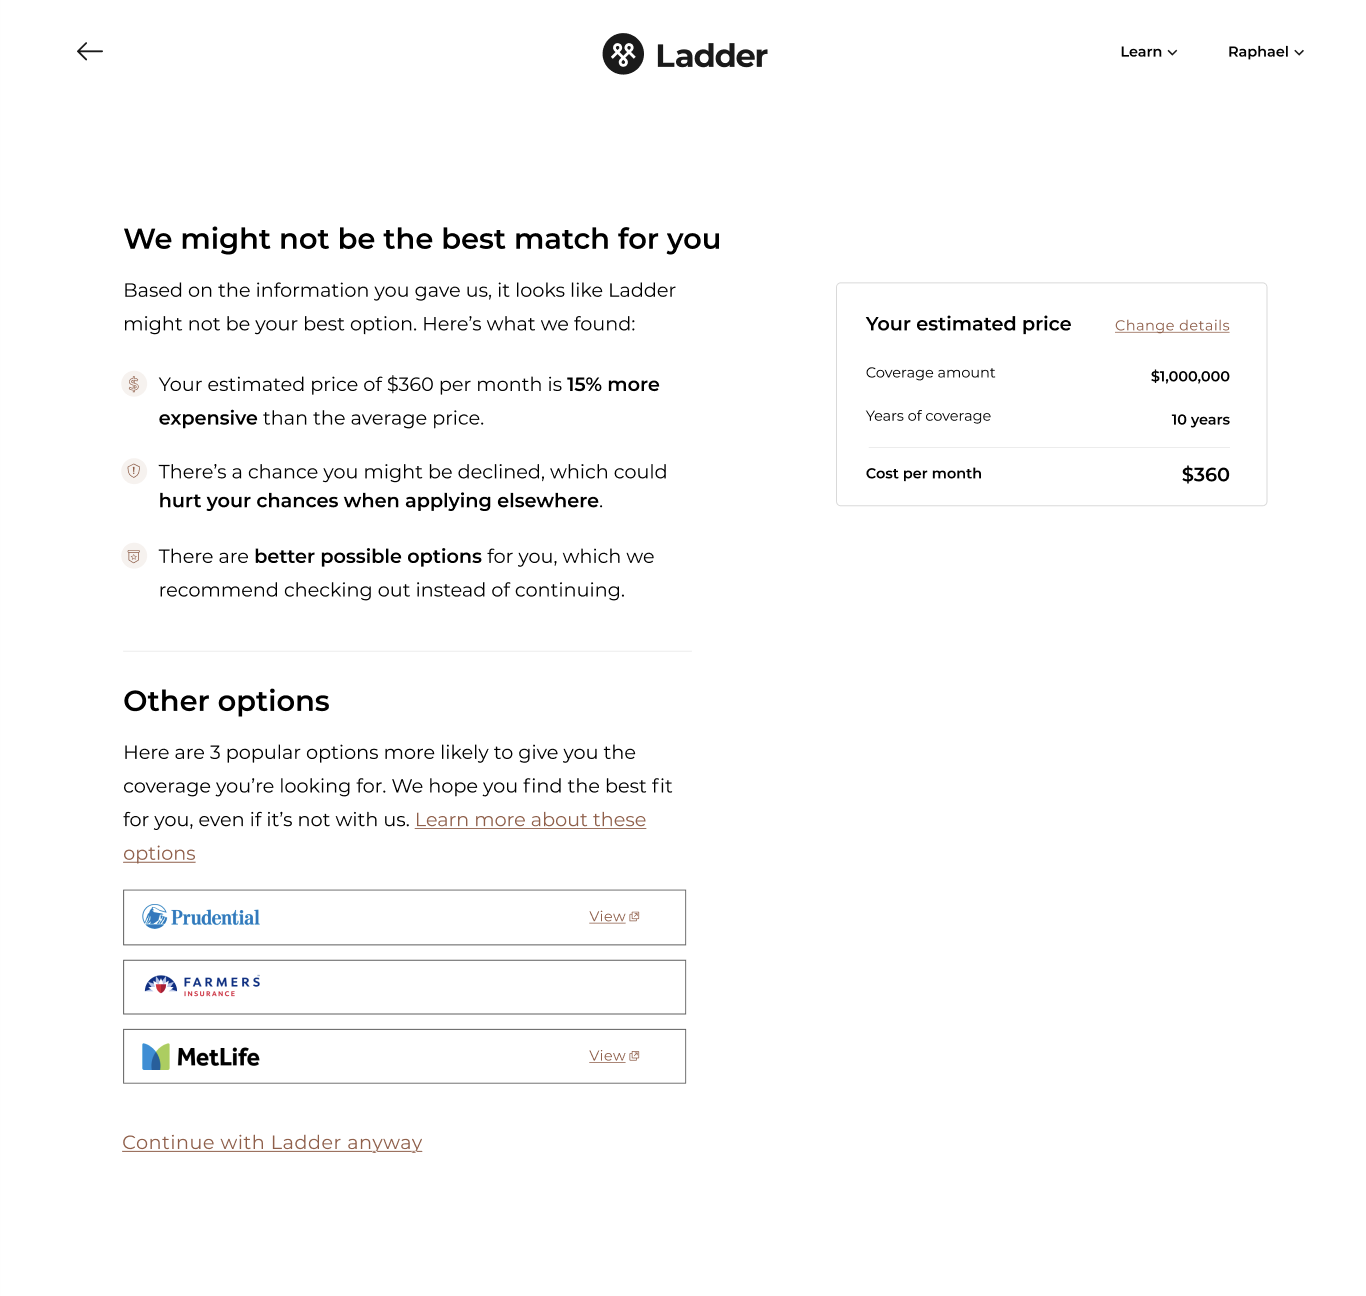 Ladder
Learn
Raphael
We might not be the best match for you
Based on the information you gave us, it looks like Ladder
might not be your best option. Here’s what we found:
Your estimated price of $360 per month is 15% more
expensive than the average price.
There’s a chance you might be declined, which could
hurt your chances when applying elsewhere.
There are better possible options for you, which we
recommend checking out instead of continuing.
Your estimated price
Change details
Coverage amount
$1,000,000
Years of coverage
10 years
Cost per month
$360
Other options
Here are 3 popular options more likely to give you the
coverage you’re looking for. We hope you find the best fit
for you, even if it’s not with us. Learn more about these
options
Prudential
View
FARMERS
INSURANCE
MetLife
View
Continue with Ladder anyway